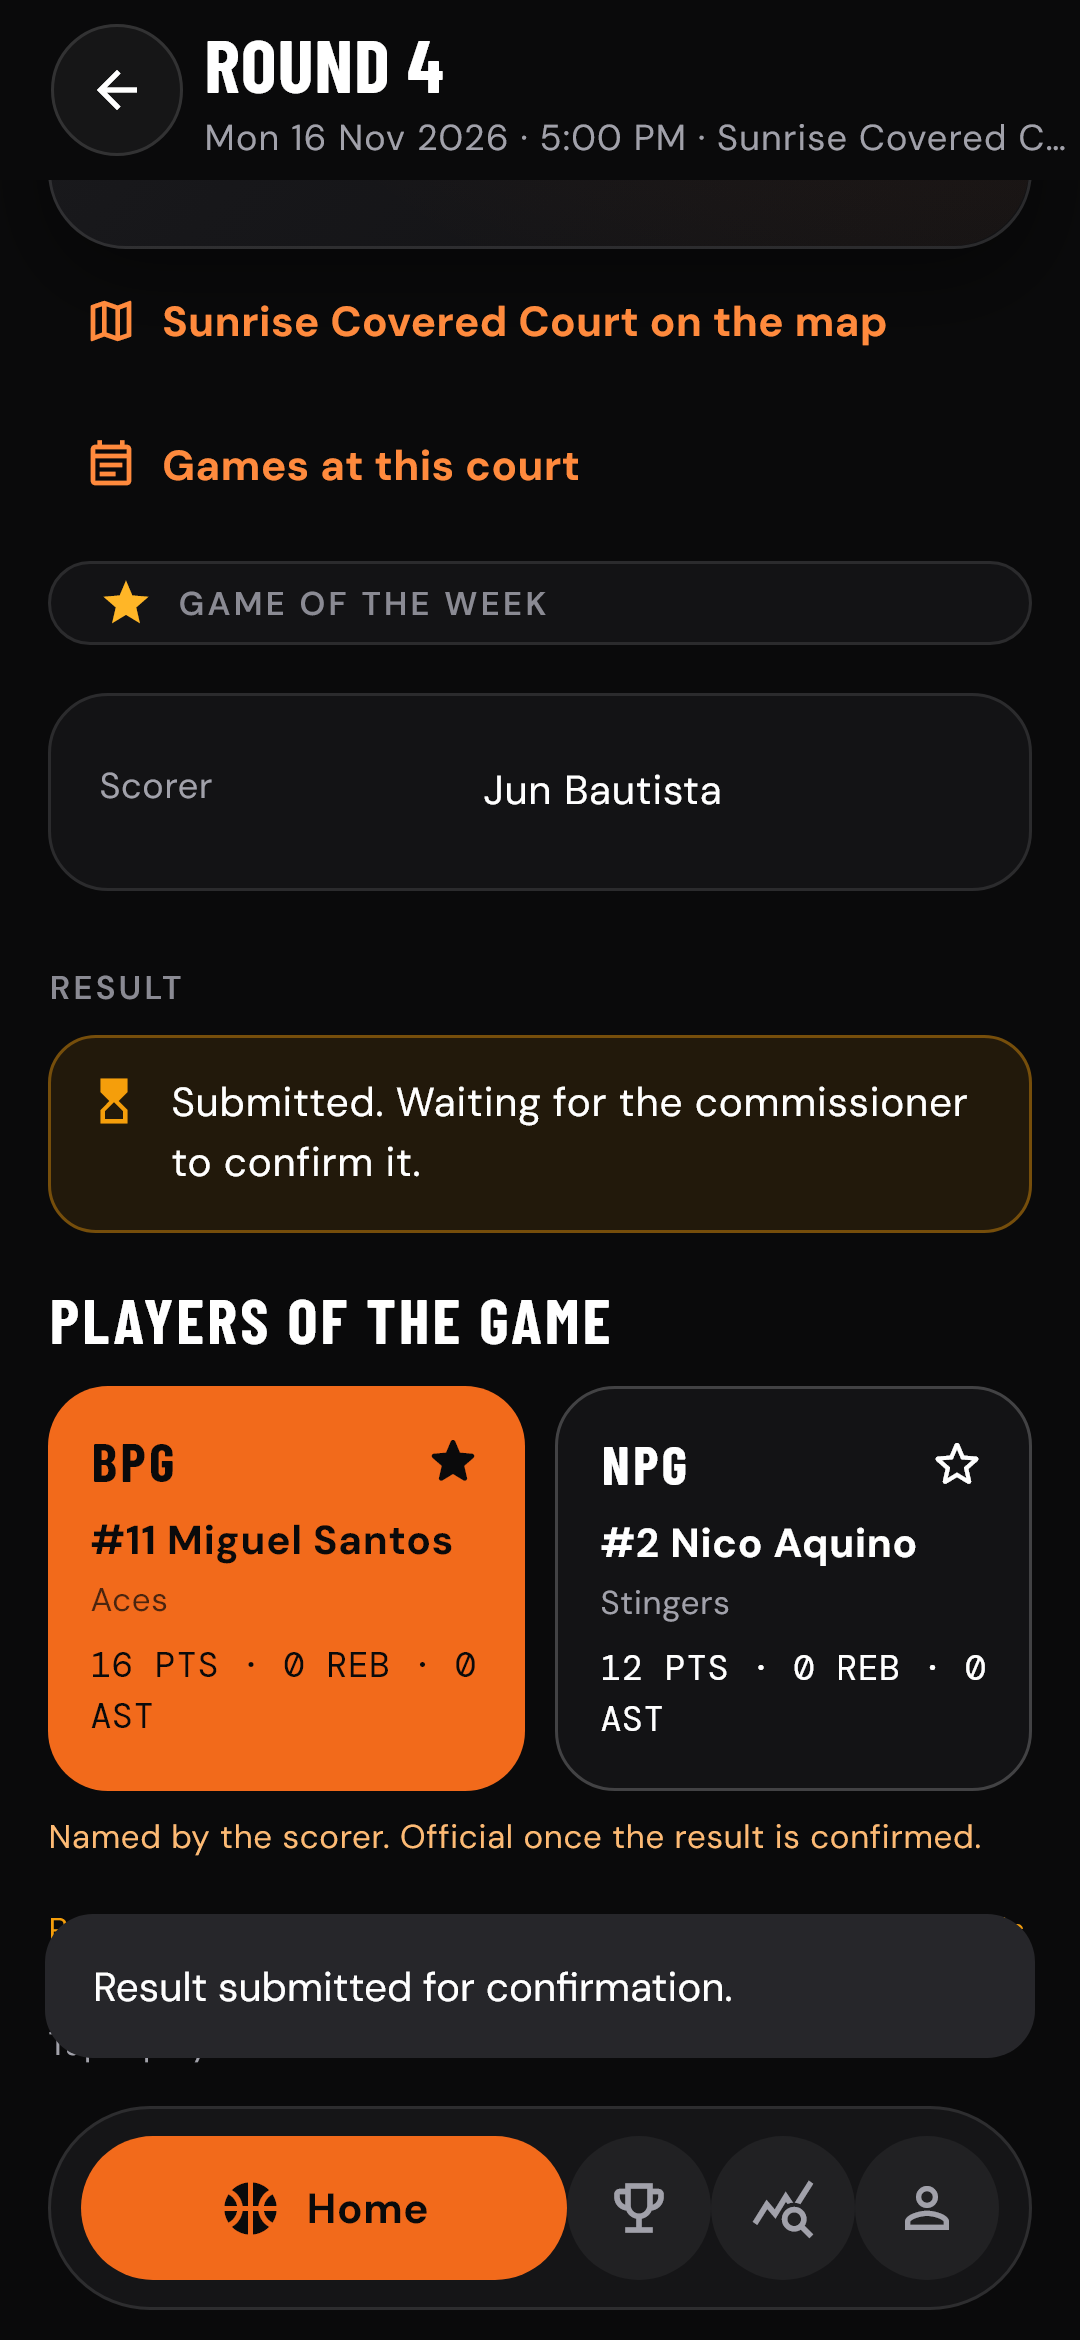 ROUND 4
Mon 16 Nov 2026 · 5:00 PM · Sunrise Covered C...
Sunrise Covered Court on the map
Games at this court
GAME OF THE WEEK
Scorer
Jun Bautista
RESULT
Submitted. Waiting for the commissioner
to confirm it.
PLAYERS OF THE GAME
BPG
#11 Miguel Santos
Aces
16 PTS · 0 REB · 0
AST
NPG
#2 Nico Aquino
Stingers
12 PTS · 0 REB · 0
AST
Named by the scorer. Official once the result is confirmed.
Result submitted for confirmation.
Home